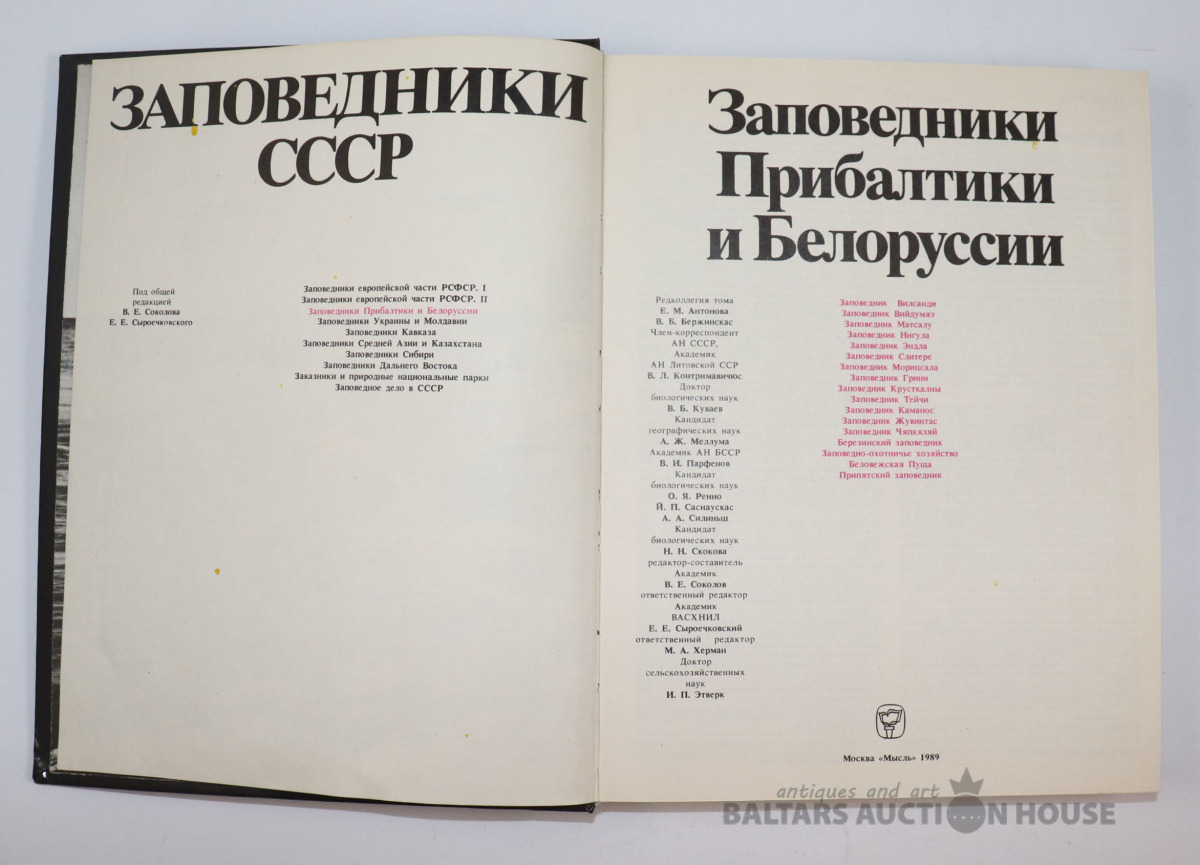 ЗАПОВЕДНИКИ
СССР
Под общей
редакцией
В. Е. Соколова
Е. Е. Сыроечковского
Заповедники европейской части РСФСР. I
Заповедники европейской части РСФСР. II
Заповедники Прибалтики и Белоруссии
Заповедники Украины и Молдавии
Заповедники Кавказа
Заповедники Средней Азии и Казахстана
Заповедники Сибири
Заповедники Дальнего Востока
Заказники и природные национальные парки
Заповедное дело в СССР
Заповедники
Прибалтики
и Белоруссии
Редколлегия тома
Е. М. Антонова
В. Б. Бержинскас
Член-корреспондент
АН СССР,
Академик
АН Литовской ССР
В. Л. Контримавичюс
Доктор
биологических наук
В. Б. Куваев
Кандидат
географических наук
А. Ж. Меллума
Академик АН БССР
В. И. Парфенов
Кандидат
биологических наук
О. Я. Ренно
Й. П. Саснаускас
А. А. Силиньш
Кандидат
биологических наук
Н. Н. Скокова
редактор-составитель
Академик
В. Е. Соколов
ответственный редактор
Академик
ВАСХНИЛ
Е. Е. Сыроечковский
ответственный редактор
М. А. Херман
Доктор
сельскохозяйственных
наук
И. П. Этверк
Заповедник Вилсанди
Заповедник Вийдумяэ
Заповедник Матсалу
Заповедник Нигула
Заповедник Эндла
Заповедник Слитере
Заповедник Морицсала
Заповедник Грини
Заповедник Крусткалны
Заповедник Тейчи
Заповедник Каманос
Заповедник Жувинтас
Заповедник Чяпкяляй
Березинский заповедник
Заповедно-охотничье хозяйство
Беловежская Пуща
Припятский заповедник
Москва «Мысль» 1989
antiques and art
BALTARS AUCTION HOUSE